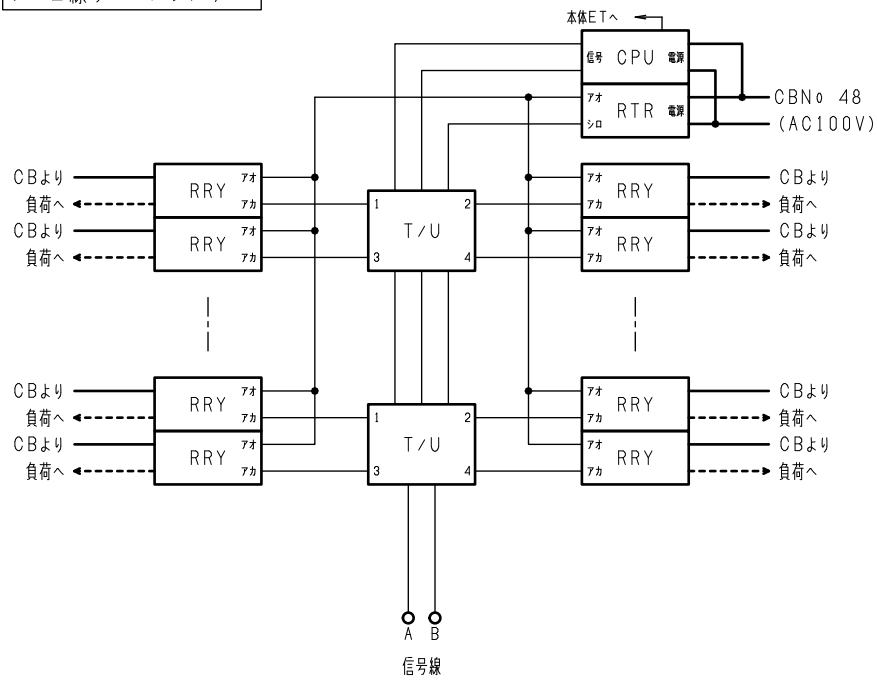 本体ETへ
信号 CPU 電源
アオ RTR 電源
シロ
CBNo 48
(AC100V)
CBより RRY アオ
負荷へ アカ
CBより RRY アオ
負荷へ アカ
1 T/U 2
3 4
アオ RRY CBより
アカ 負荷へ
アオ RRY CBより
アカ 負荷へ
CBより RRY アオ
負荷へ アカ
CBより RRY アオ
負荷へ アカ
1 T/U 2
3 4
アオ RRY CBより
アカ 負荷へ
アオ RRY CBより
アカ 負荷へ
A B
信号線